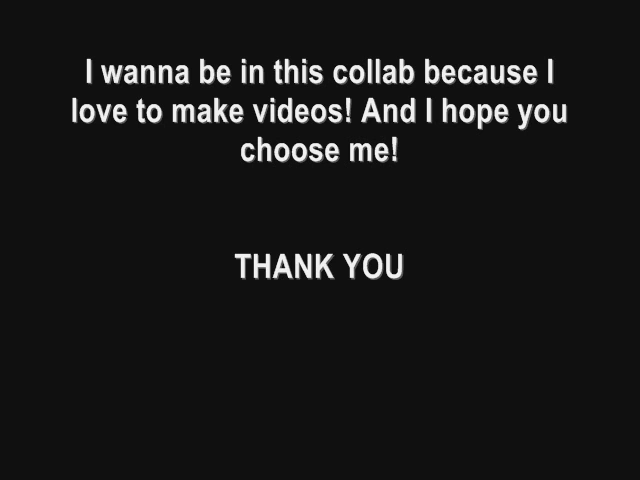 I wanna be in this collab because I
love to make videos! And I hope you
choose me!
THANK YOU